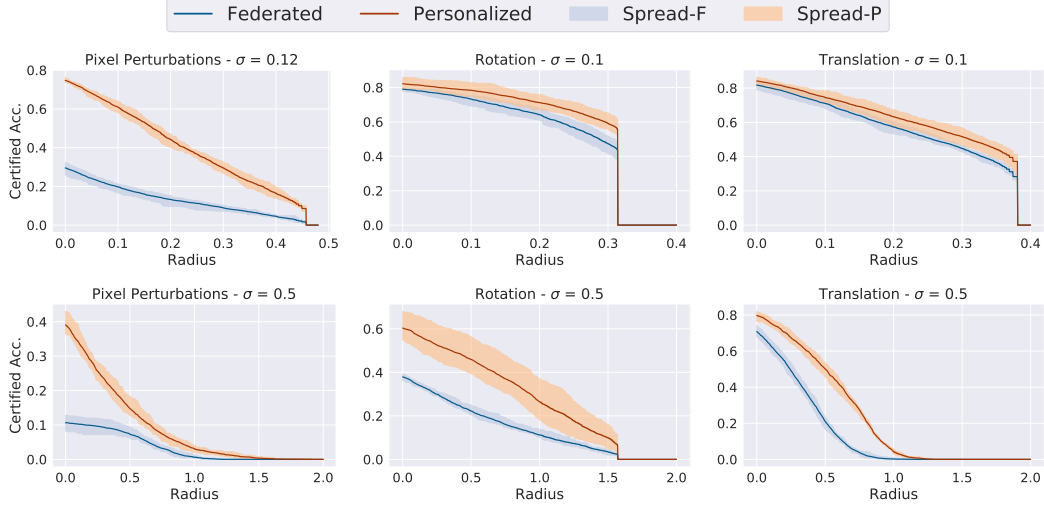 Federated Personalized Spread-F Spread-P
Pixel Perturbations - σ = 0.12
Rotation - σ = 0.1
Translation - σ = 0.1
Certified Acc.
0.8
0.6
0.4
0.2
0.0
0.0 0.1 0.2 0.3 0.4 0.5
Radius
0.8
0.6
0.4
0.2
0.0
0.0 0.1 0.2 0.3 0.4
Radius
0.8
0.6
0.4
0.2
0.0
0.0 0.1 0.2 0.3 0.4
Radius
Pixel Perturbations - σ = 0.5
Rotation - σ = 0.5
Translation - σ = 0.5
Certified Acc.
0.4
0.3
0.2
0.1
0.0
0.0 0.5 1.0 1.5 2.0
Radius
0.6
0.4
0.2
0.0
0.0 0.5 1.0 1.5 2.0
Radius
0.8
0.6
0.4
0.2
0.0
0.0 0.5 1.0 1.5 2.0
Radius